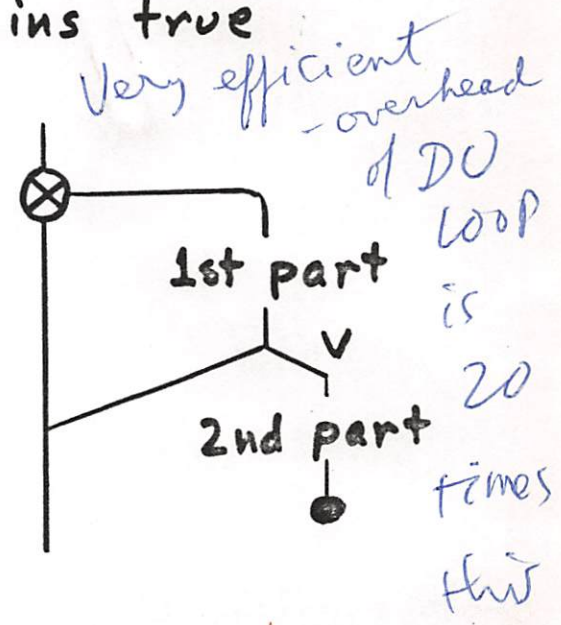 ins true
Very efficient
- overhead
of DO
LOOP
is
20
times
this
1st part
V
2nd part